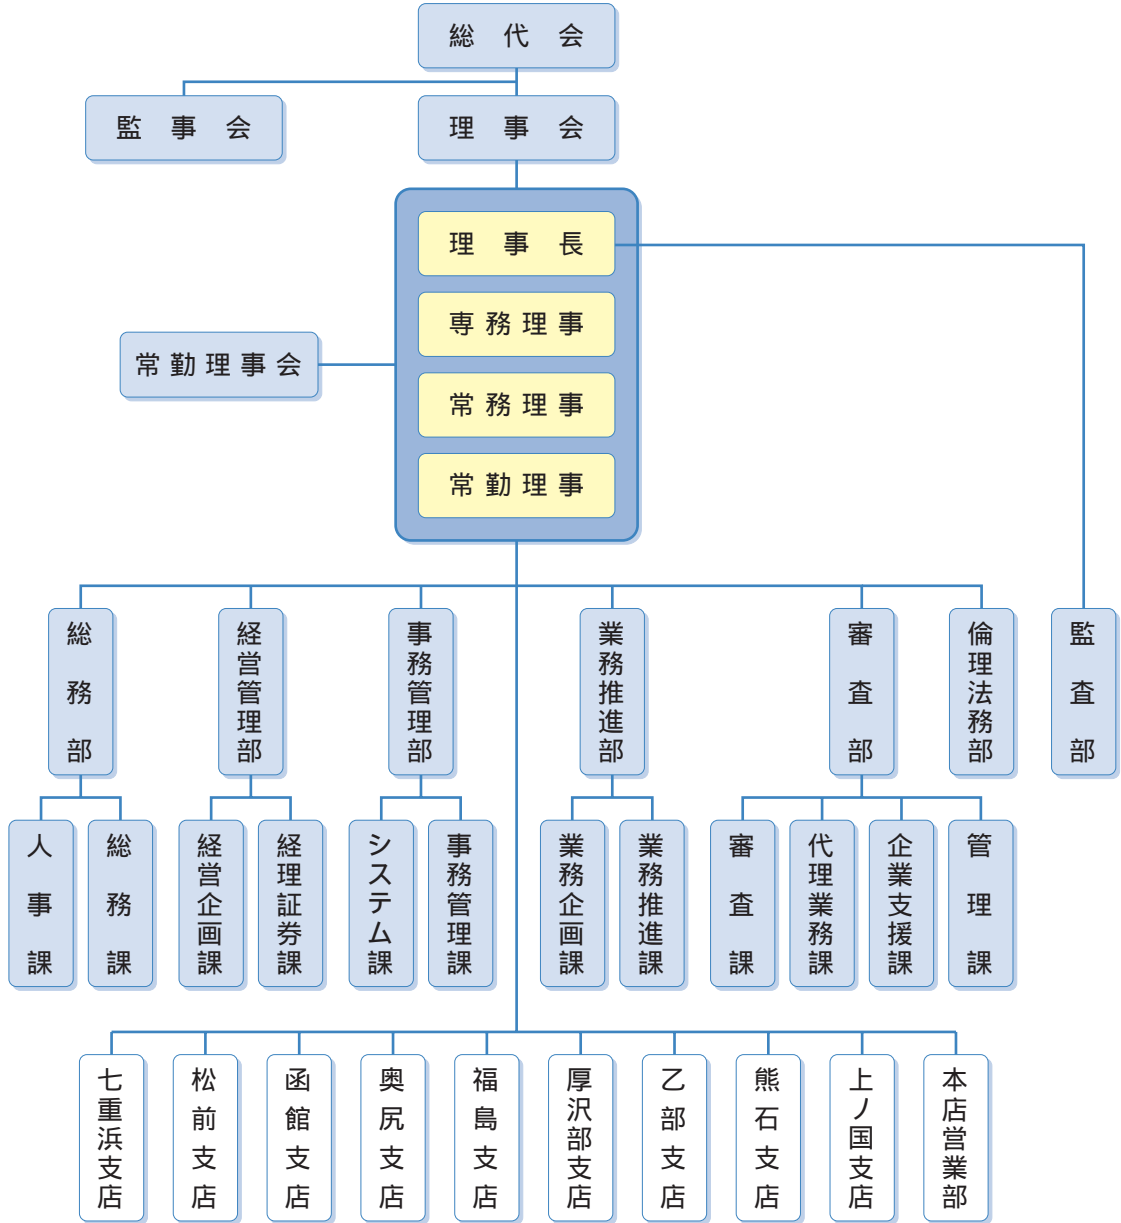 総代会
監事会
理事会
理事長
専務理事
常勤理事会
常務理事
常勤理事
総務部
経営管理部
事務管理部
業務推進部
審査部
倫理法務部
監査部
人事課
総務課
経営企画課
経理証券課
システム課
事務管理課
業務企画課
業務推進課
審査課
代理業務課
企業支援課
管理課
七重浜支店
松前支店
函館支店
奥尻支店
福島支店
厚沢部支店
乙部支店
熊石支店
上ノ国支店
本店営業部